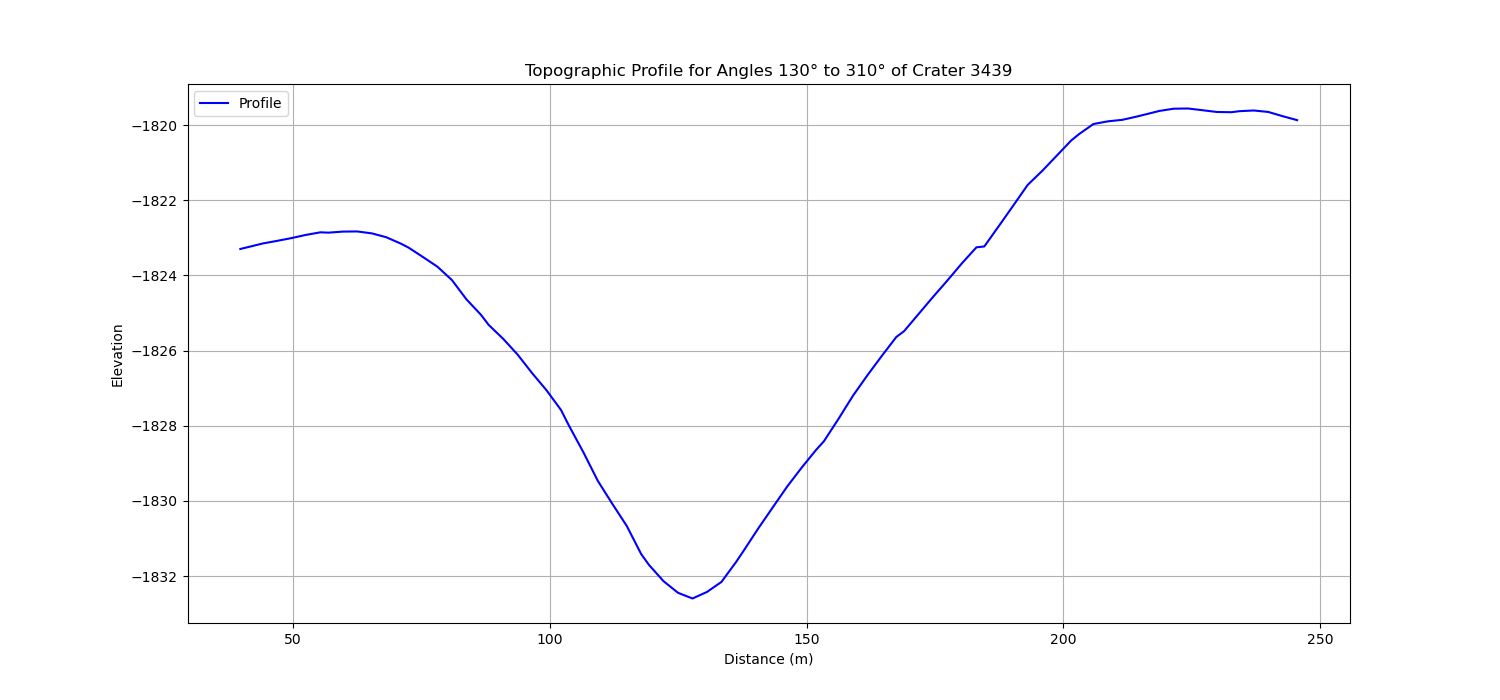 Topographic Profile for Angles 130° to 310° of Crater 3439
Profile
−1820
−1822
−1824
−1826
−1828
−1830
−1832
Elevation
50 100 150 200 250
Distance (m)